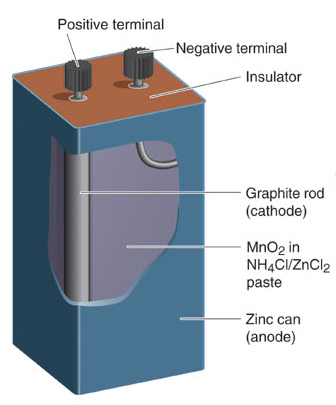 Positive terminal
Negative terminal
Insulator
Graphite rod
(cathode)
MnO₂ in
NH₄Cl/ZnCl₂
paste
Zinc can
(anode)